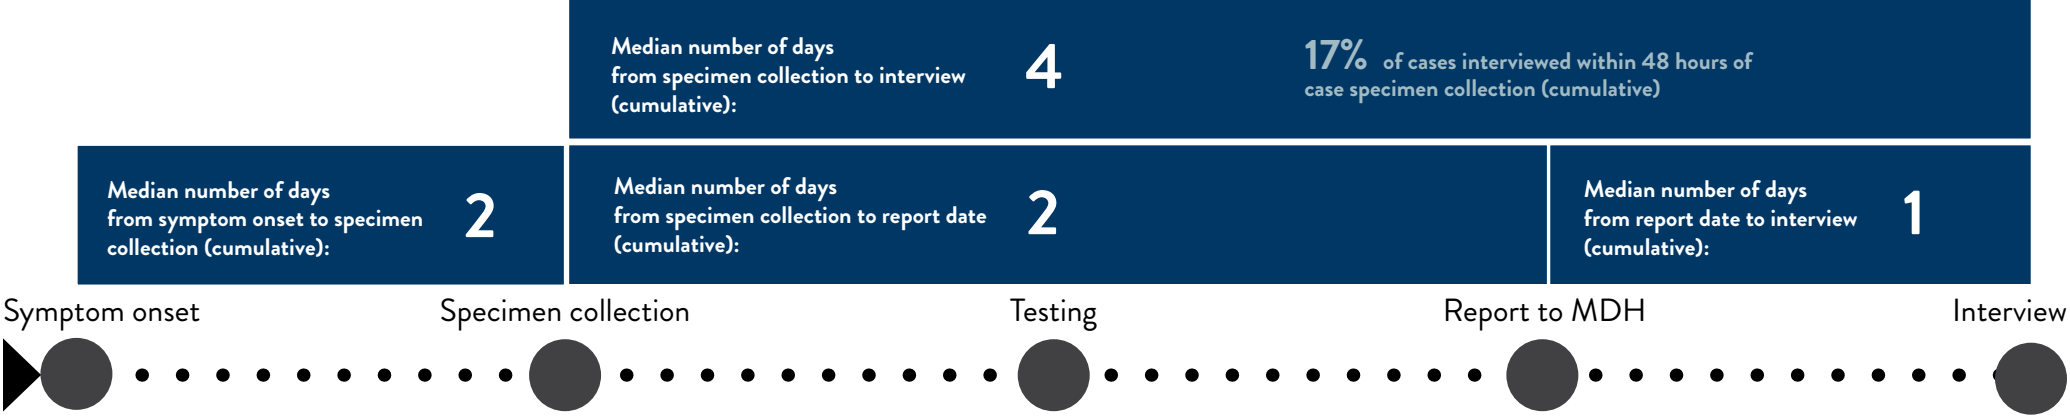 Median number of days
from specimen collection to interview
(cumulative):
4
17% of cases interviewed within 48 hours of
case specimen collection (cumulative)
Median number of days
from symptom onset to specimen
collection (cumulative):
2
Median number of days
from specimen collection to report date
(cumulative):
2
Median number of days
from report date to interview
(cumulative):
1
Symptom onset
Specimen collection
Testing
Report to MDH
Interview